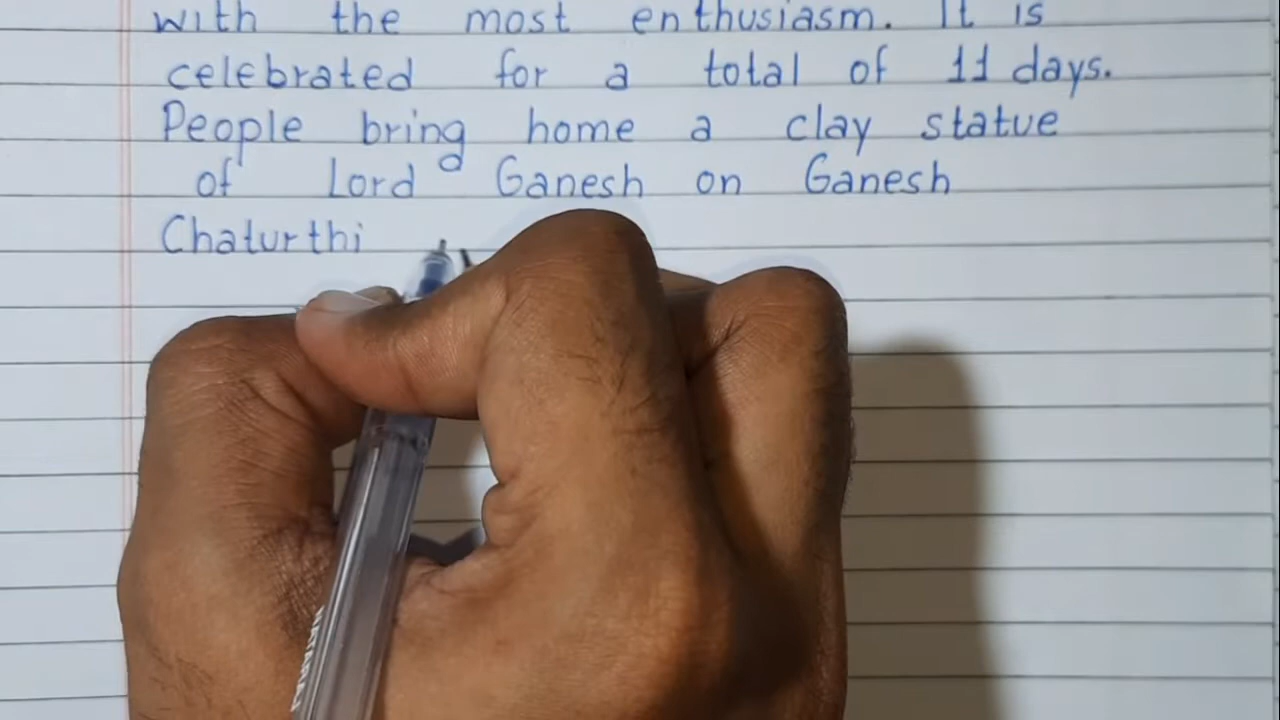 with the most enthusiasm. It is
celebrated for a total of 11 days.
People bring home a clay statue
of Lord Ganesh on Ganesh
Chaturthi